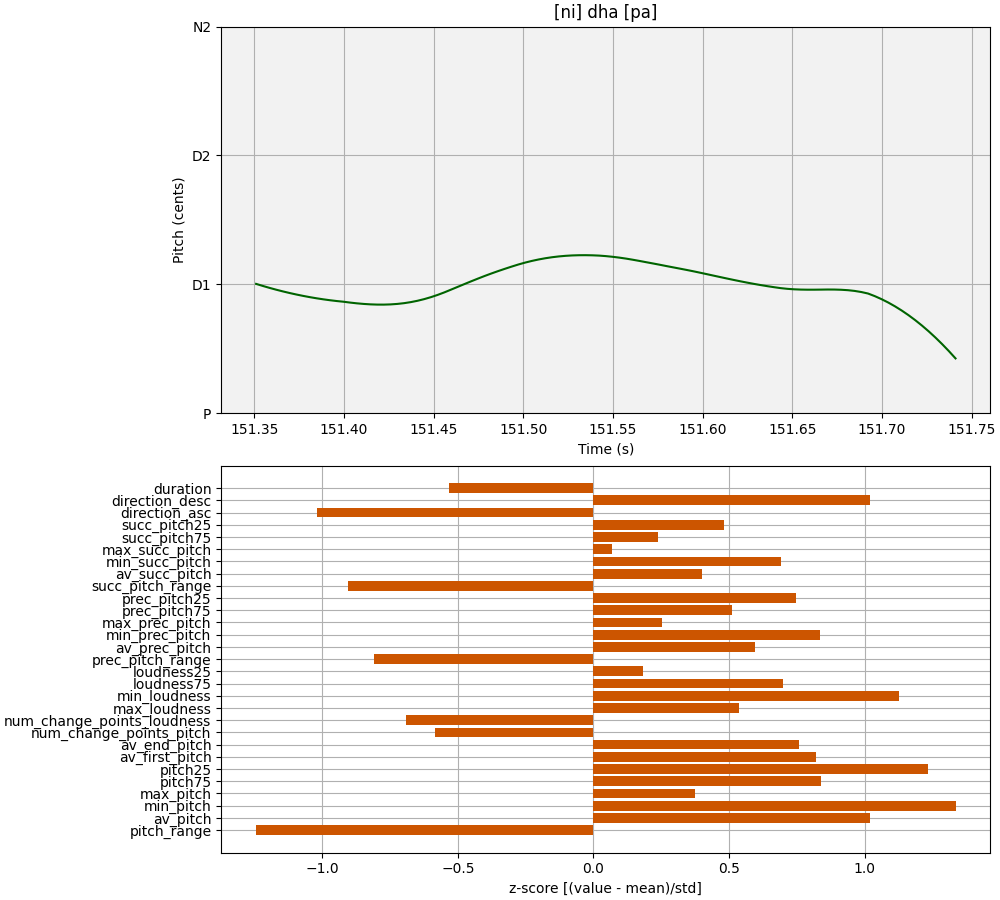 [ni] dha [pa]
N2
D2
D1
P
Pitch (cents)
151.35 151.40 151.45 151.50 151.55 151.60 151.65 151.70 151.75
Time (s)
duration
direction_desc
direction_asc
succ_pitch25
succ_pitch75
max_succ_pitch
min_succ_pitch
av_succ_pitch
succ_pitch_range
prec_pitch25
prec_pitch75
max_prec_pitch
min_prec_pitch
av_prec_pitch
prec_pitch_range
loudness25
loudness75
min_loudness
max_loudness
num_change_points_loudness
num_change_points_pitch
av_end_pitch
av_first_pitch
pitch25
pitch75
max_pitch
min_pitch
av_pitch
pitch_range
−1.0 −0.5 0.0 0.5 1.0
z-score [(value - mean)/std]